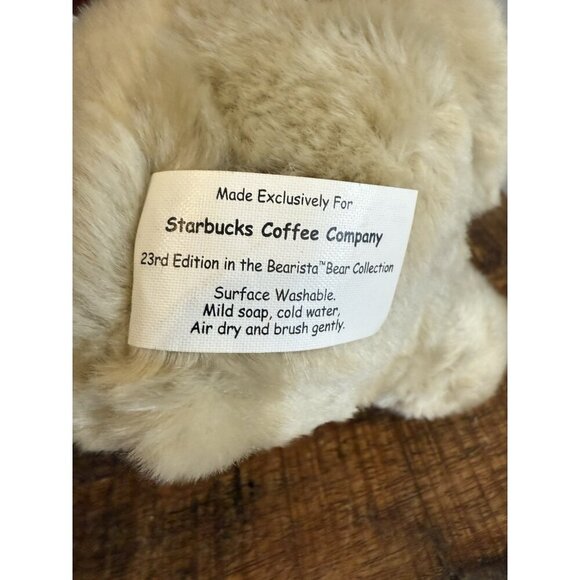 Made Exclusively For
Starbucks Coffee Company
23rd Edition in the Bearista™ Bear Collection
Surface Washable.
Mild soap, cold water,
Air dry and brush gently.